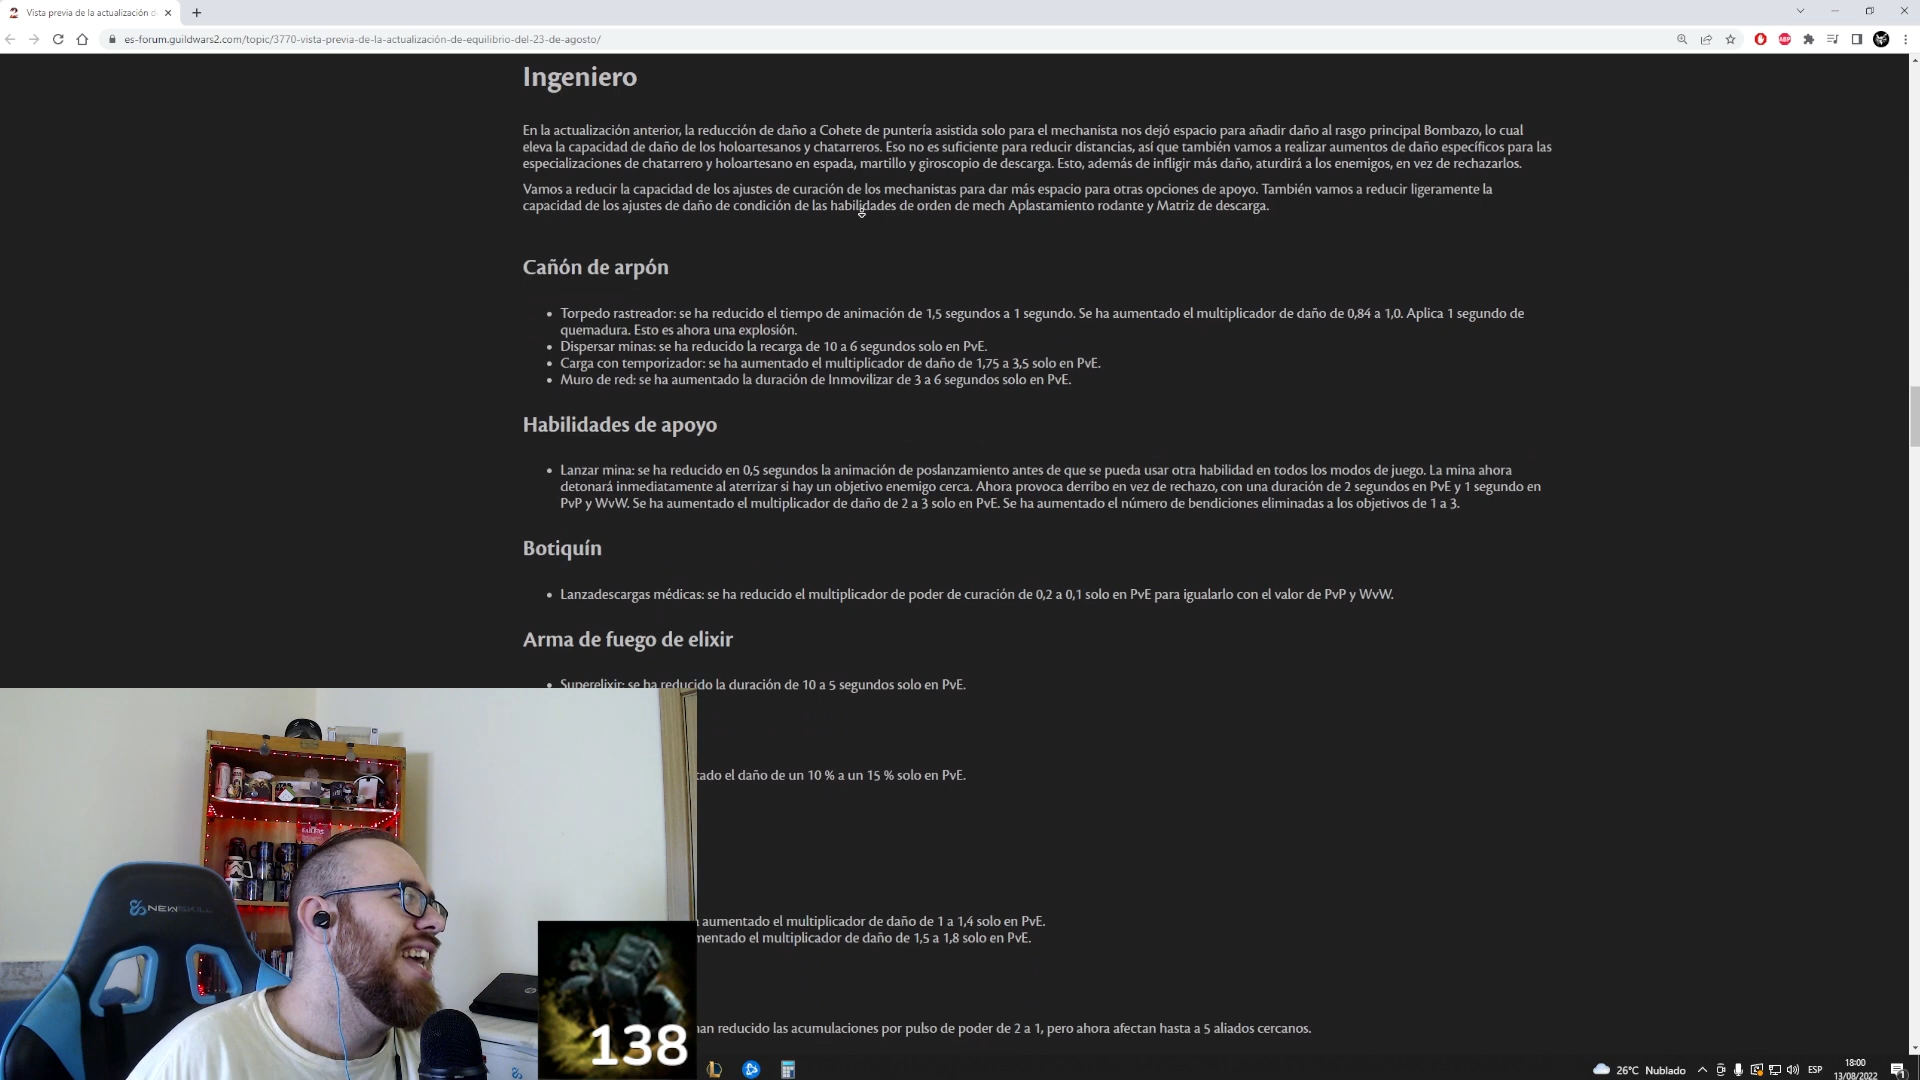 Vista previa de la actualización d
es-forum.guildwars2.com/topic/3770-vista-previa-de-la-actualización-de-equilibrio-del-23-de-agosto/
ABP
Ingeniero
En la actualización anterior, la reducción de daño a Cohete de puntería asistida solo para el mechanista nos dejó espacio para añadir daño al rasgo principal Bombazo, lo cual
eleva la capacidad de daño de los holoartesanos y chatarreros. Eso no es suficiente para reducir distancias, así que también vamos a realizar aumentos de daño específicos para las
especializaciones de chatarrero y holoartesano en espada, martillo y giroscopio de descarga. Esto, además de infligir más daño, aturdirá a los enemigos, en vez de rechazarlos.
Vamos a reducir la capacidad de los ajustes de curación de los mechanistas para dar más espacio para otras opciones de apoyo. También vamos a reducir ligeramente la
capacidad de los ajustes de daño de condición de las habilidades de orden de mech Aplastamiento rodante y Matriz de descarga.
Cañón de arpón
• Torpedo rastreador: se ha reducido el tiempo de animación de 1,5 segundos a 1 segundo. Se ha aumentado el multiplicador de daño de 0,84 a 1,0. Aplica 1 segundo de
quemadura. Esto es ahora una explosión.
• Dispersar minas: se ha reducido la recarga de 10 a 6 segundos solo en PvE.
• Carga con temporizador: se ha aumentado el multiplicador de daño de 1,75 a 3,5 solo en PvE.
• Muro de red: se ha aumentado la duración de Inmovilizar de 3 a 6 segundos solo en PvE.
Habilidades de apoyo
• Lanzar mina: se ha reducido en 0,5 segundos la animación de poslanzamiento antes de que se pueda usar otra habilidad en todos los modos de juego. La mina ahora
detonará inmediatamente al aterrizar si hay un objetivo enemigo cerca. Ahora provoca derribo en vez de rechazo, con una duración de 2 segundos en PvE y 1 segundo en
PvP y WvW. Se ha aumentado el multiplicador de daño de 2 a 3 solo en PvE. Se ha aumentado el número de bendiciones eliminadas a los objetivos de 1 a 3.
Botiquín
• Lanzadescargas médicas: se ha reducido el multiplicador de poder de curación de 0,2 a 0,1 solo en PvE para igualarlo con el valor de PvP y WvW.
Arma de fuego de elixir
• Superelixir: se ha reducido la duración de 10 a 5 segundos solo en PvE.
tado el daño de un 10 % a un 15 % solo en PvE.
aumentado el multiplicador de daño de 1 a 1,4 solo en PvE.
mentado el multiplicador de daño de 1,5 a 1,8 solo en PvE.
han reducido las acumulaciones por pulso de poder de 2 a 1, pero ahora afectan hasta a 5 aliados cercanos.
NEWSKILL
138
26°C Nublado
ESP
18:00
13/08/2022